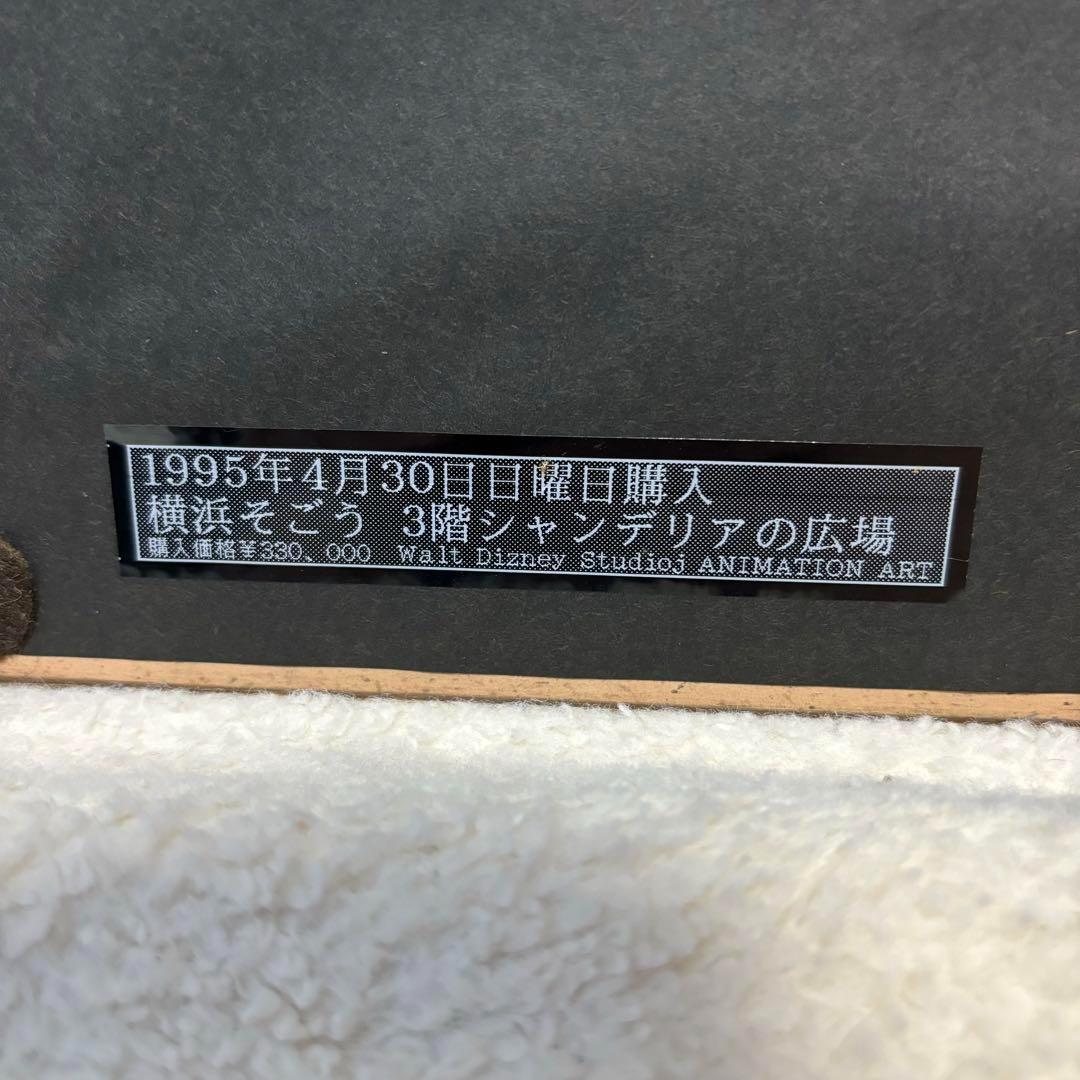 1995年4月30日日曜日購入
横浜そごう 3階シャンデリアの広場
購入価格¥330,000 Walt Dizney Studioj ANIMATION ART